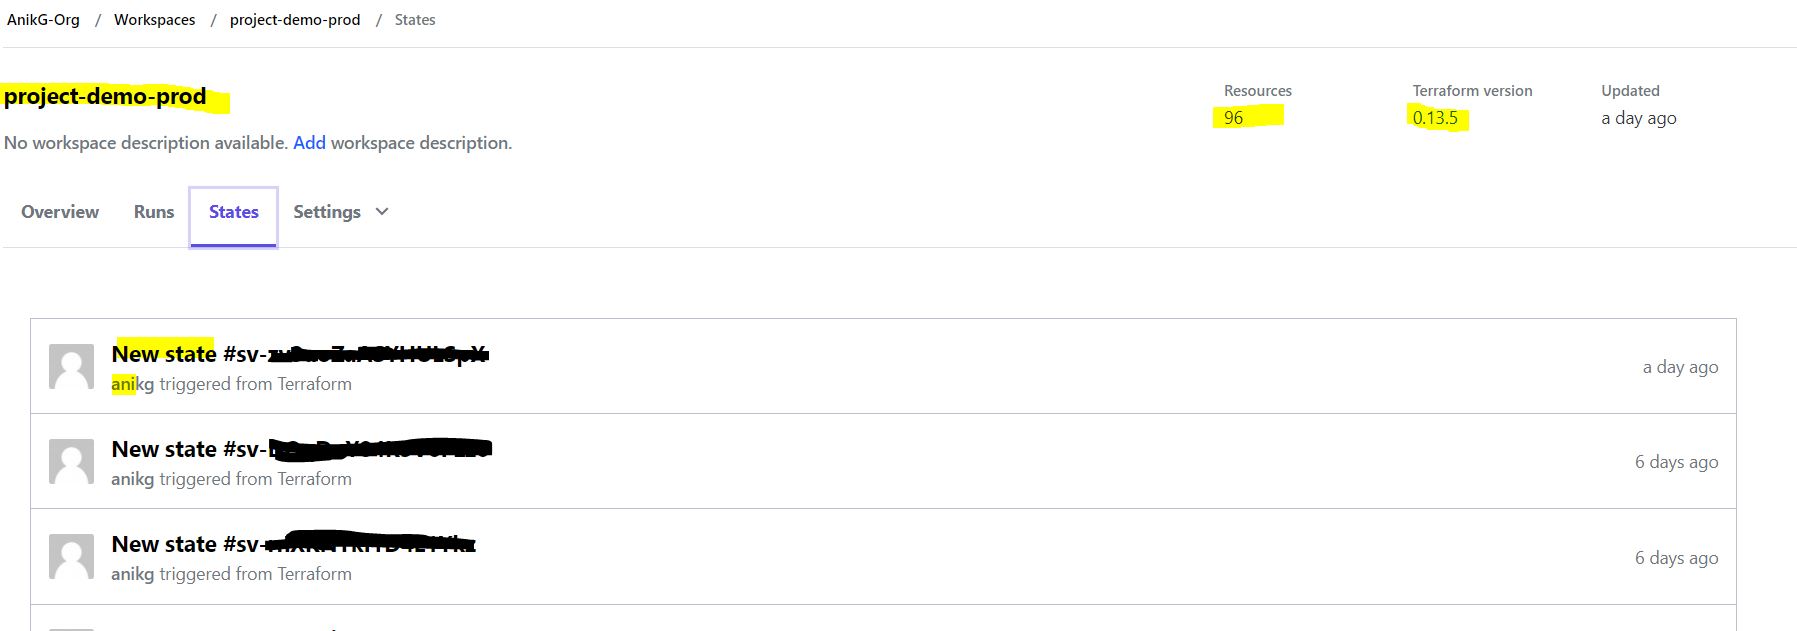 AnikG-Org / Workspaces / project-demo-prod / States
project-demo-prod
Resources Terraform version Updated
96 0.13.5 a day ago
No workspace description available. Add workspace description.
Overview Runs States Settings
New state #sv-
a day ago
anikg triggered from Terraform
New state #sv-
6 days ago
anikg triggered from Terraform
New state #sv-
6 days ago
anikg triggered from Terraform